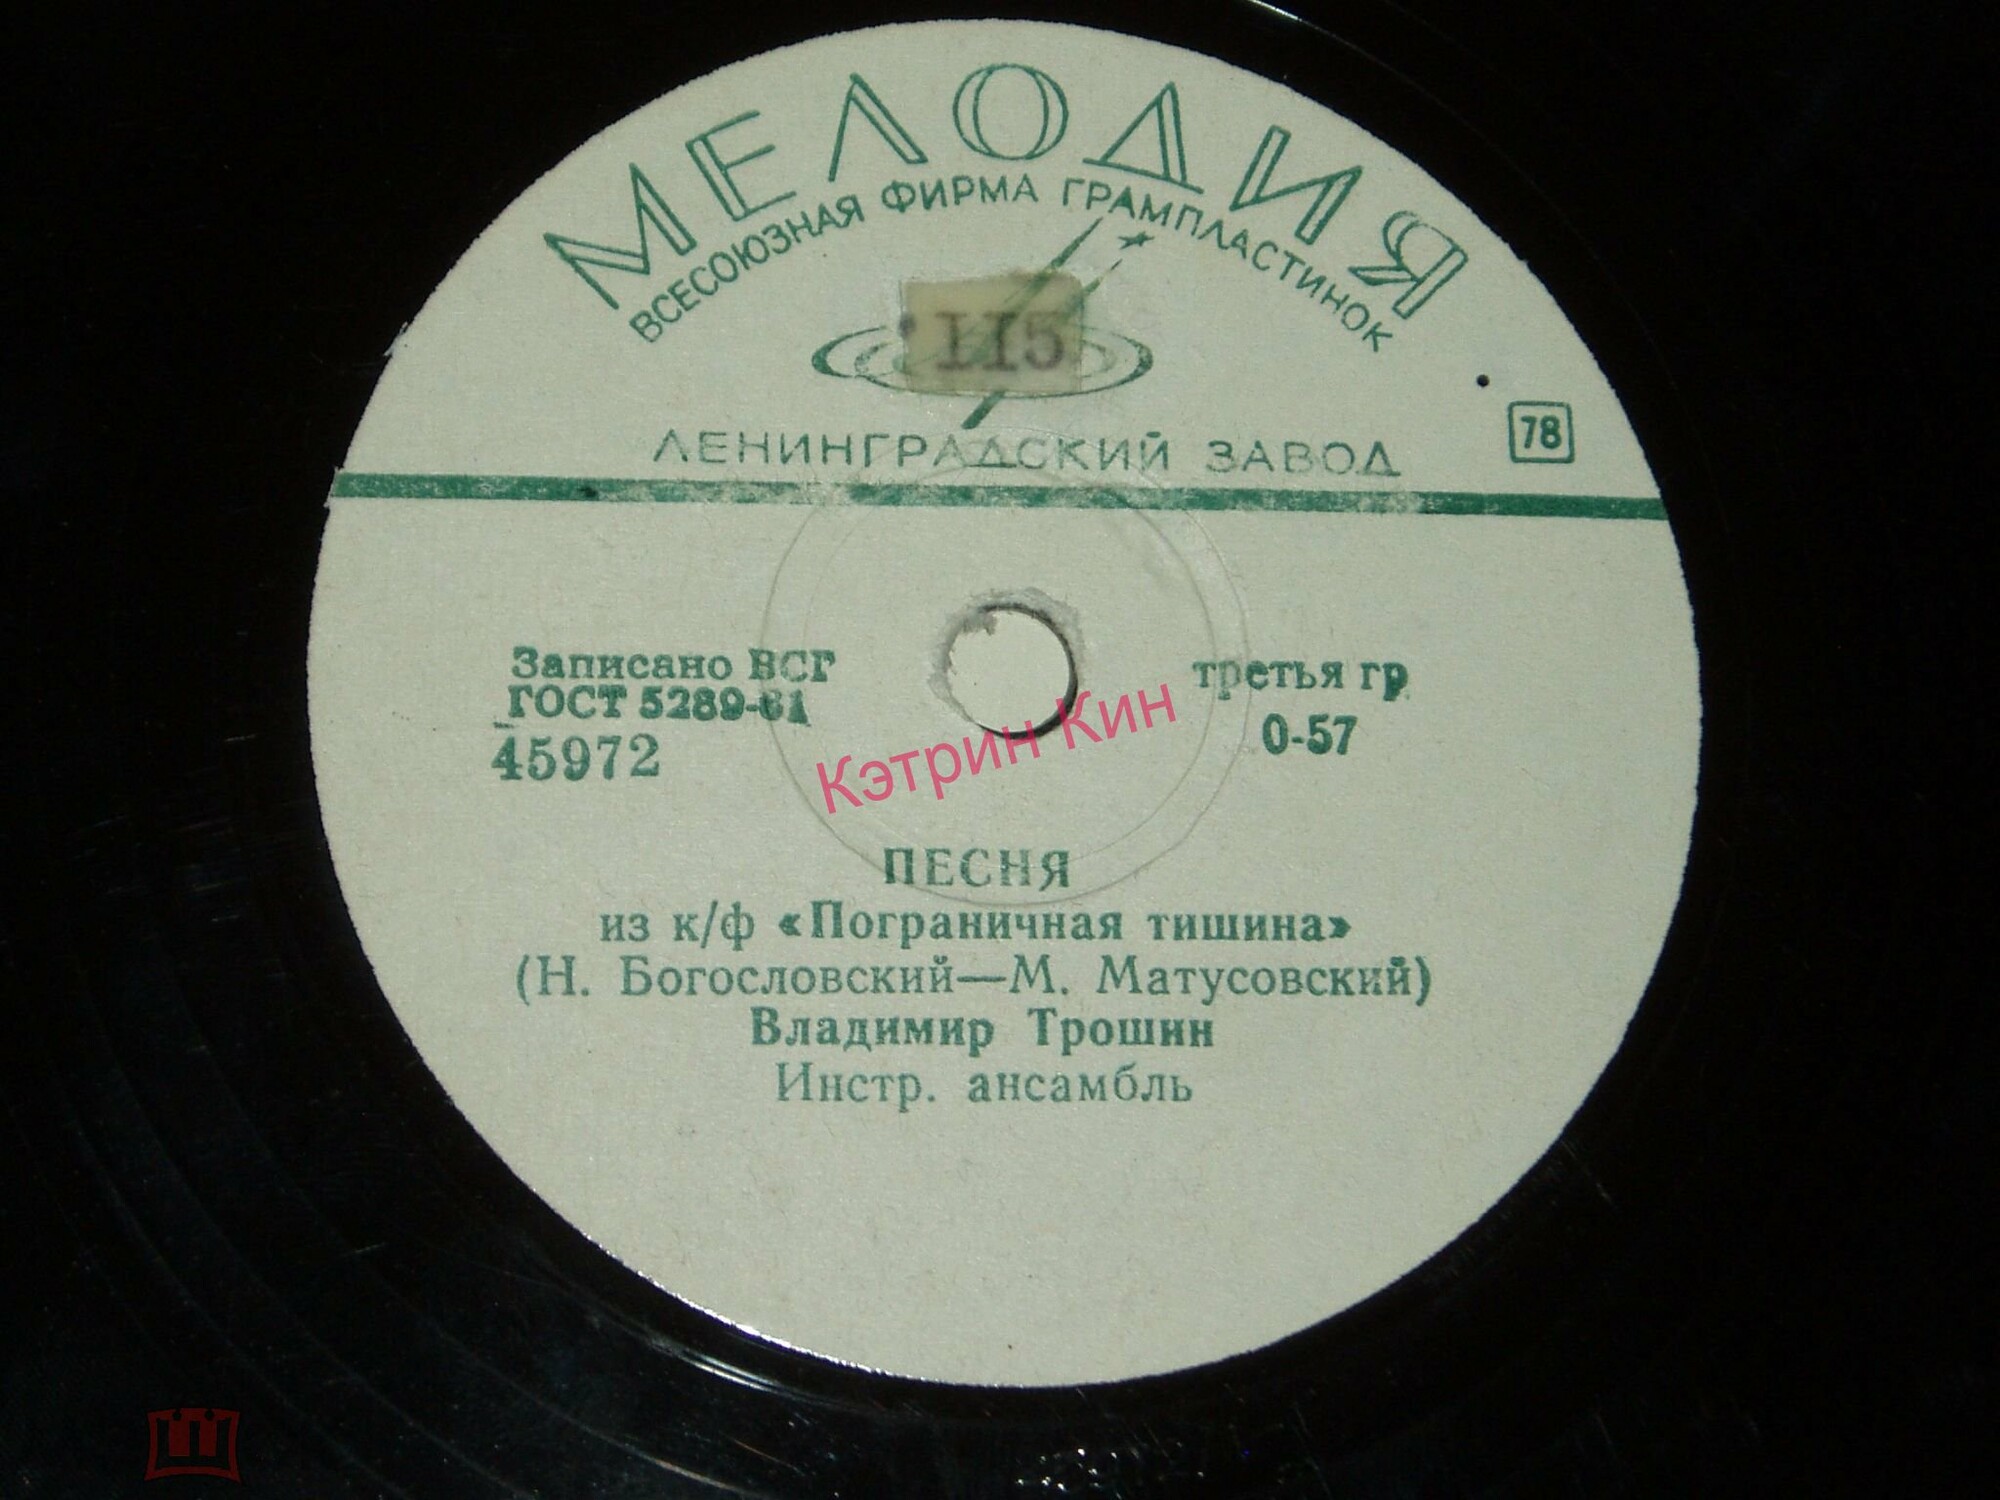 МЕЛОДИЯ
ВСЕСОЮЗНАЯ ФИРМА ГРАМПЛАСТИНОК
115
ЛЕНИНГРАДСКИЙ ЗАВОД
78
Записано ВСГ
ГОСТ 5289-61
45972
третья гр
0-57
Кэтрин Кин
ПЕСНЯ
из к/ф «Пограничная тишина»
(Н. Богословский—М. Матусовский)
Владимир Трошин
Инстр. ансамбль